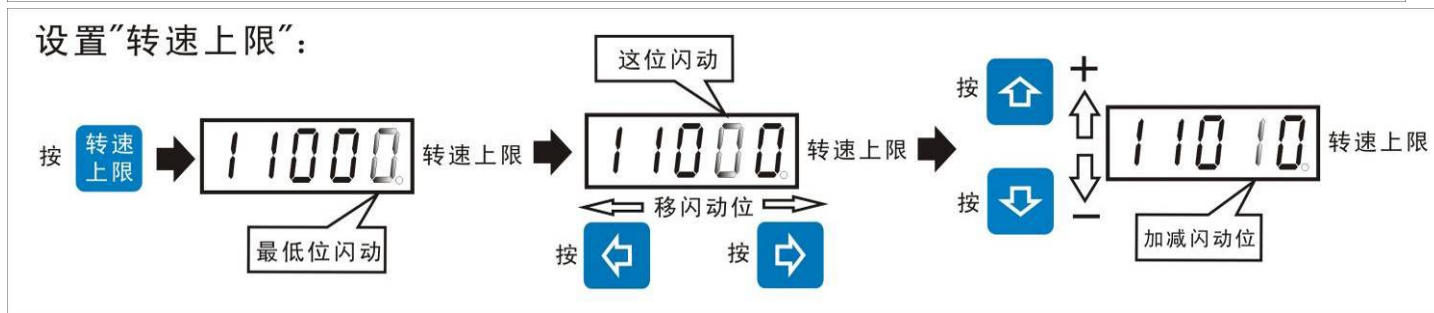 设置"转速上限"：
按
转速
上限
11000
转速上限
最低位闪动
这位闪动
11000
转速上限
移闪动位
按
按
按
+
按
−
11010
转速上限
加减闪动位